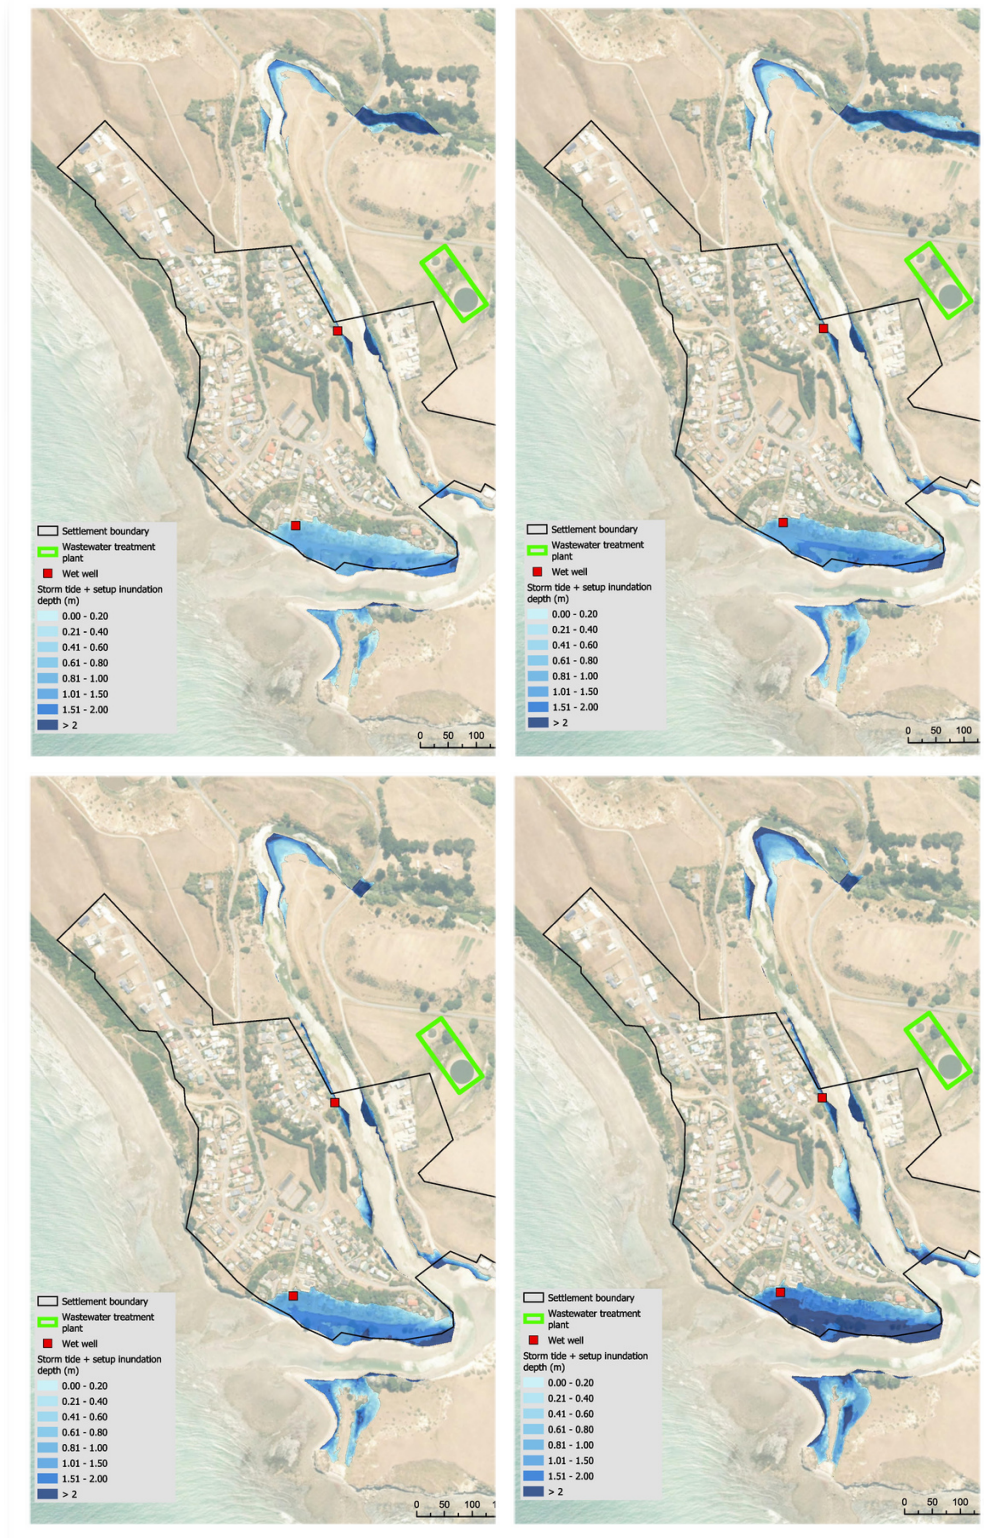 Settlement boundary
Wastewater treatment
plant
Wet well
Storm tide + setup inundation
depth (m)
0.00 - 0.20
0.21 - 0.40
0.41 - 0.60
0.61 - 0.80
0.81 - 1.00
1.01 - 1.50
1.51 - 2.00
> 2
0 50 100
Settlement boundary
Wastewater treatment
plant
Wet well
Storm tide + setup inundation
depth (m)
0.00 - 0.20
0.21 - 0.40
0.41 - 0.60
0.61 - 0.80
0.81 - 1.00
1.01 - 1.50
1.51 - 2.00
> 2
0 50 100
Settlement boundary
Wastewater treatment
plant
Wet well
Storm tide + setup inundation
depth (m)
0.00 - 0.20
0.21 - 0.40
0.41 - 0.60
0.61 - 0.80
0.81 - 1.00
1.01 - 1.50
1.51 - 2.00
> 2
0 50 100
Settlement boundary
Wastewater treatment
plant
Wet well
Storm tide + setup inundation
depth (m)
0.00 - 0.20
0.21 - 0.40
0.41 - 0.60
0.61 - 0.80
0.81 - 1.00
1.01 - 1.50
1.51 - 2.00
> 2
0 50 100